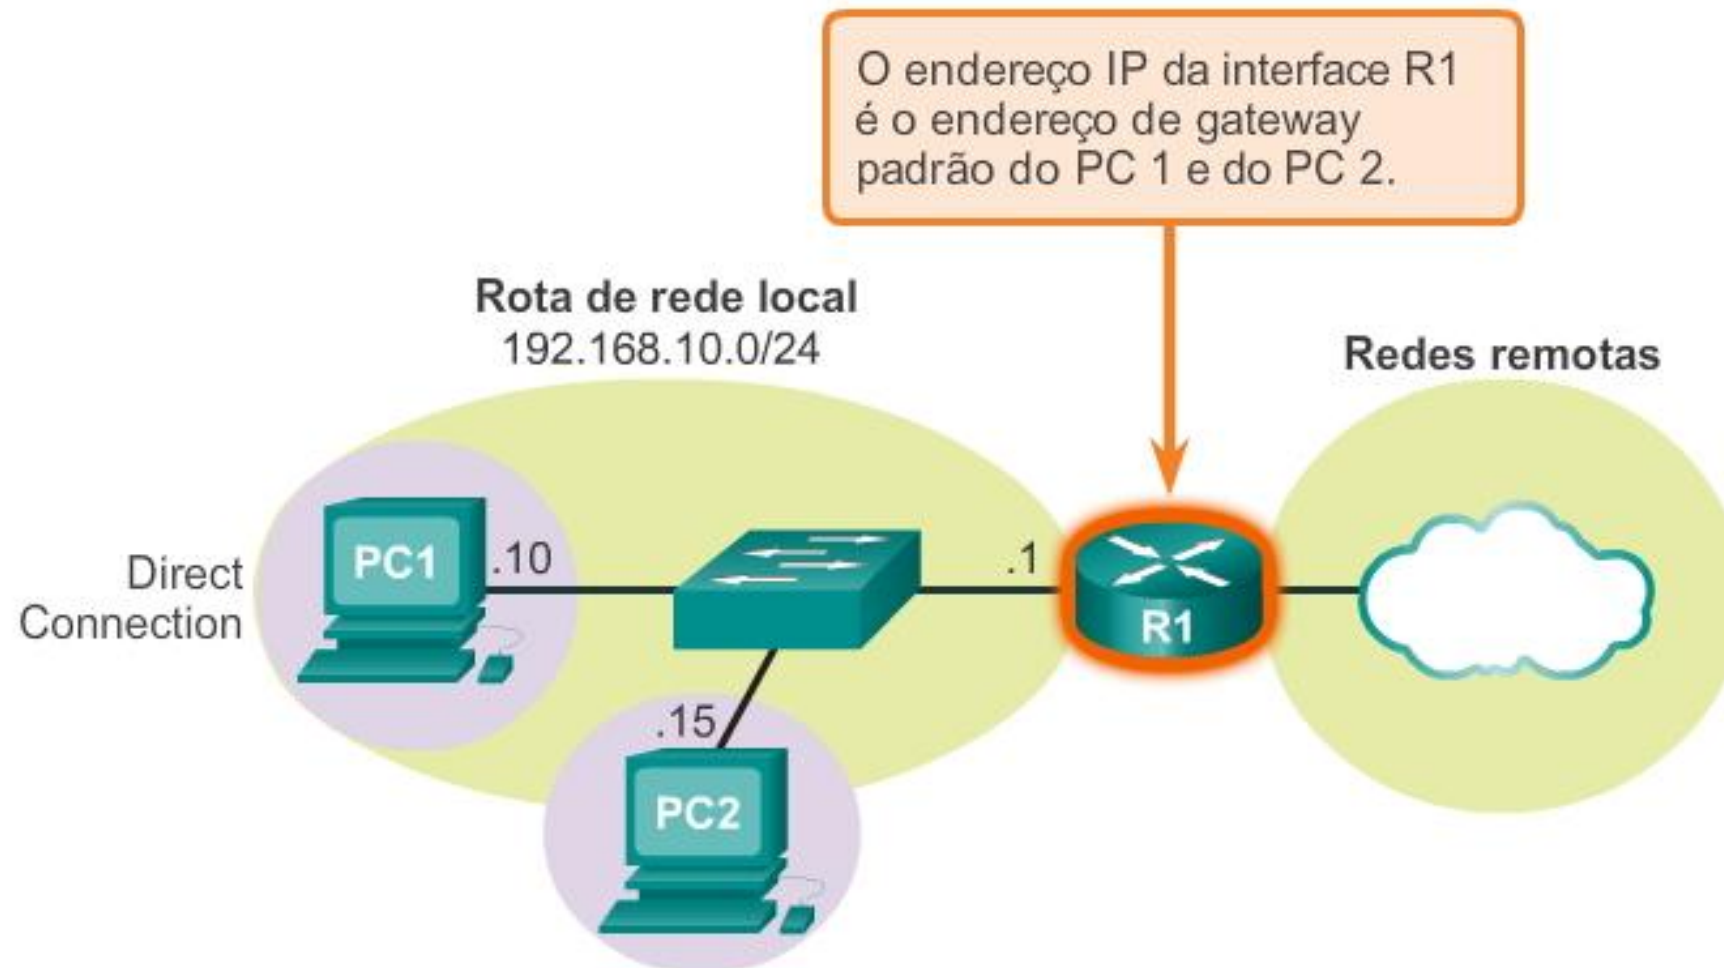 O endereço IP da interface R1
é o endereço de gateway
padrão do PC 1 e do PC 2.
Rota de rede local
192.168.10.0/24
Redes remotas
Direct
Connection
PC1
.10
.1
R1
.15
PC2